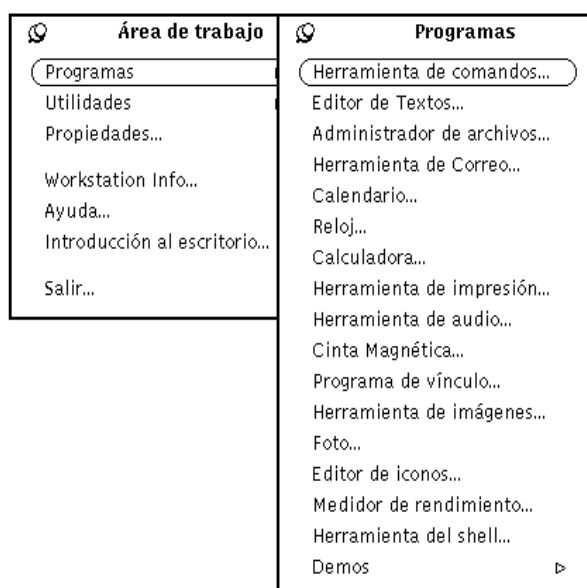 Área de trabajo
Programas
Utilidades
Propiedades...
Workstation Info...
Ayuda...
Introducción al escritorio...
Salir...
Programas
Herramienta de comandos...
Editor de Textos...
Administrador de archivos...
Herramienta de Correo...
Calendario...
Reloj...
Calculadora...
Herramienta de impresión...
Herramienta de audio...
Cinta Magnética...
Programa de vínculo...
Herramienta de imágenes...
Foto...
Editor de iconos...
Medidor de rendimiento...
Herramienta del shell...
Demos